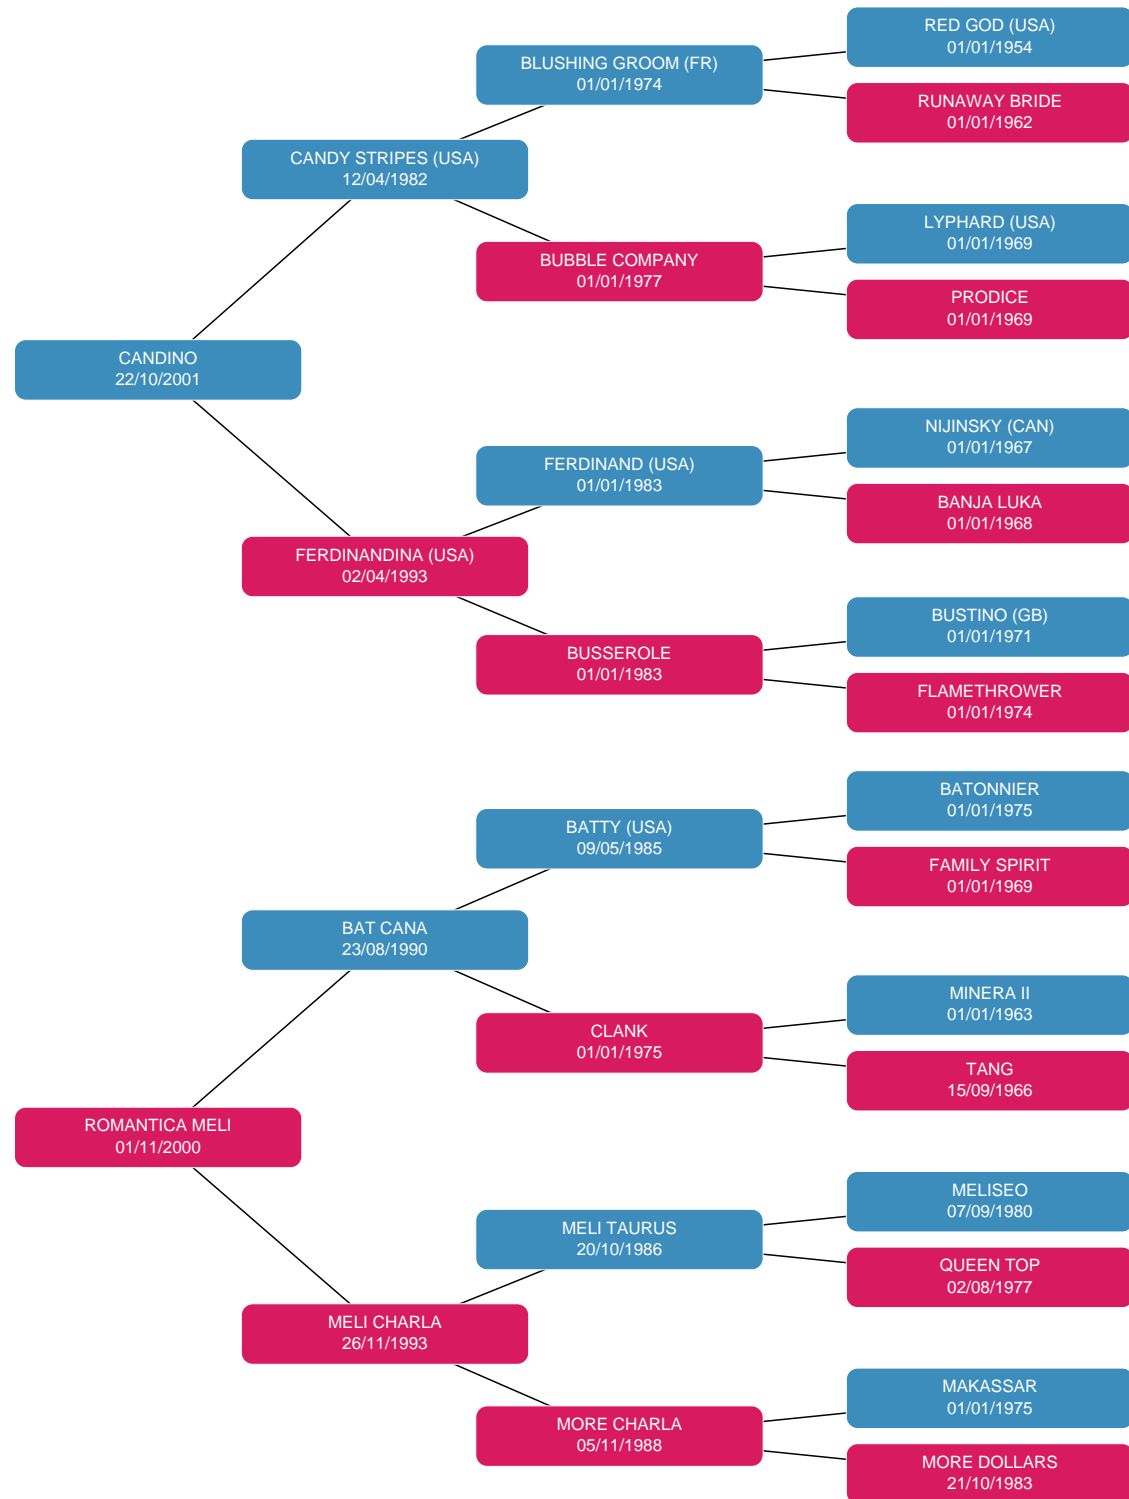 RED GOD (USA)
01/01/1954
BLUSHING GROOM (FR)
01/01/1974
RUNAWAY BRIDE
01/01/1962
CANDY STRIPES (USA)
12/04/1982
LYPHARD (USA)
01/01/1969
BUBBLE COMPANY
01/01/1977
PRODICE
01/01/1969
CANDINO
22/10/2001
NIJINSKY (CAN)
01/01/1967
FERDINAND (USA)
01/01/1983
BANJA LUKA
01/01/1968
FERDINANDINA (USA)
02/04/1993
BUSTINO (GB)
01/01/1971
BUSSEROLE
01/01/1983
FLAMETHROWER
01/01/1974
BATONNIER
01/01/1975
BATTY (USA)
09/05/1985
FAMILY SPIRIT
01/01/1969
BAT CANA
23/08/1990
MINERA II
01/01/1963
CLANK
01/01/1975
TANG
15/09/1966
ROMANTICA MELI
01/11/2000
MELISEO
07/09/1980
MELI TAURUS
20/10/1986
QUEEN TOP
02/08/1977
MELI CHARLA
26/11/1993
MAKASSAR
01/01/1975
MORE CHARLA
05/11/1988
MORE DOLLARS
21/10/1983